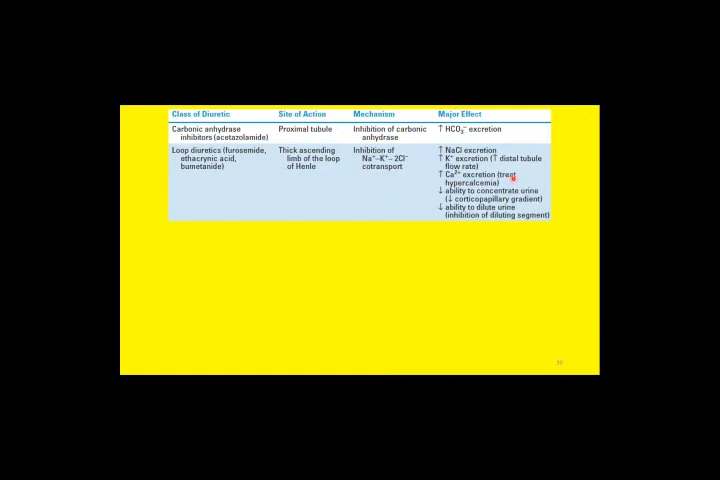 Class of Diuretic Site of Action Mechanism Major Effect
Carbonic anhydrase Proximal tubule Inhibition of carbonic ↑ HCO3− excretion
inhibitors (acetazolamide) anhydrase
Loop diuretics (furosemide, Thick ascending Inhibition of ↑ NaCl excretion
ethacrynic acid, limb of the loop Na+–K+– 2Cl− ↑ K+ excretion (↑ distal tubule
bumetanide) of Henle cotransport flow rate)
↑ Ca2+ excretion (treat
hypercalcemia)
↓ ability to concentrate urine
(↓ corticopapillary gradient)
↓ ability to dilute urine
(inhibition of diluting segment)